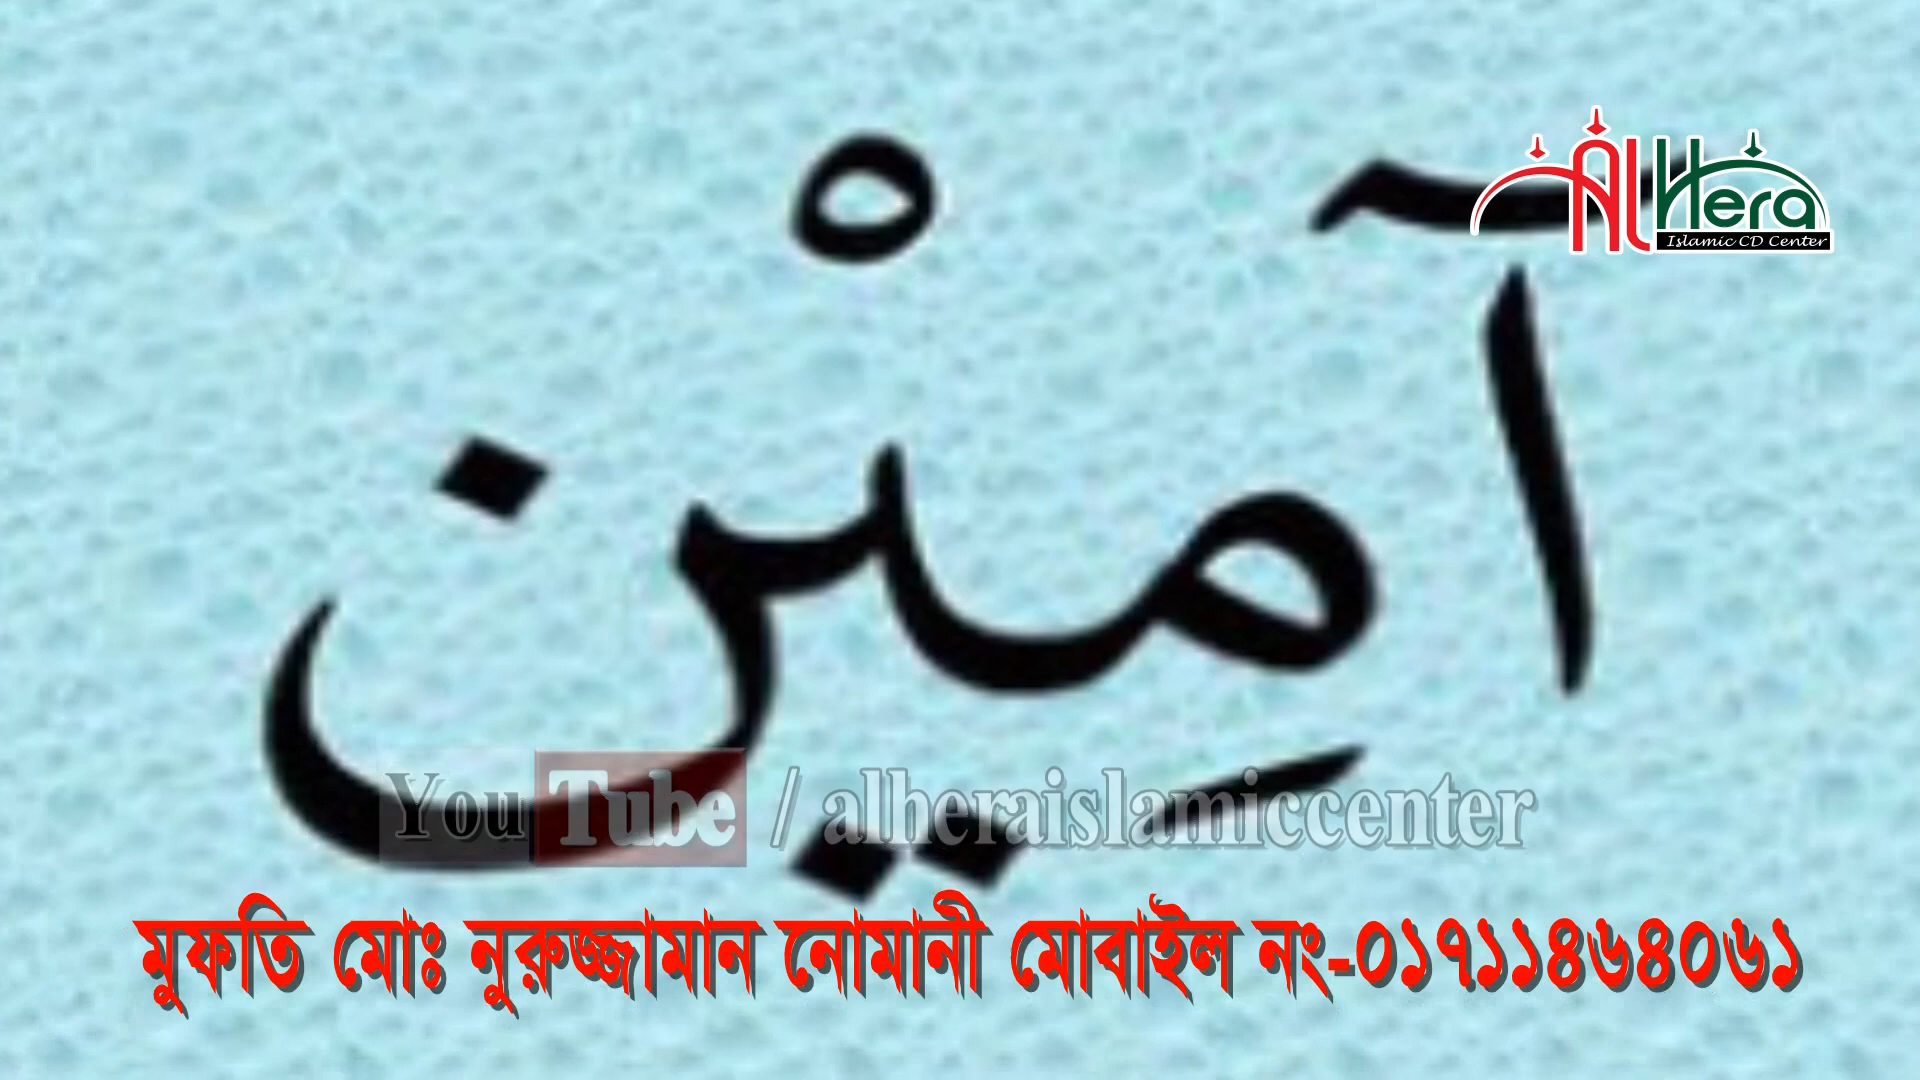 AL Hera
Islamic CD Center
آمِيْن
YouTube / alheraislamiccenter
মুফতি মোঃ নুরুজ্জামান নোমানী মোবাইল নং-০১৭১১৪৬৪০৬১